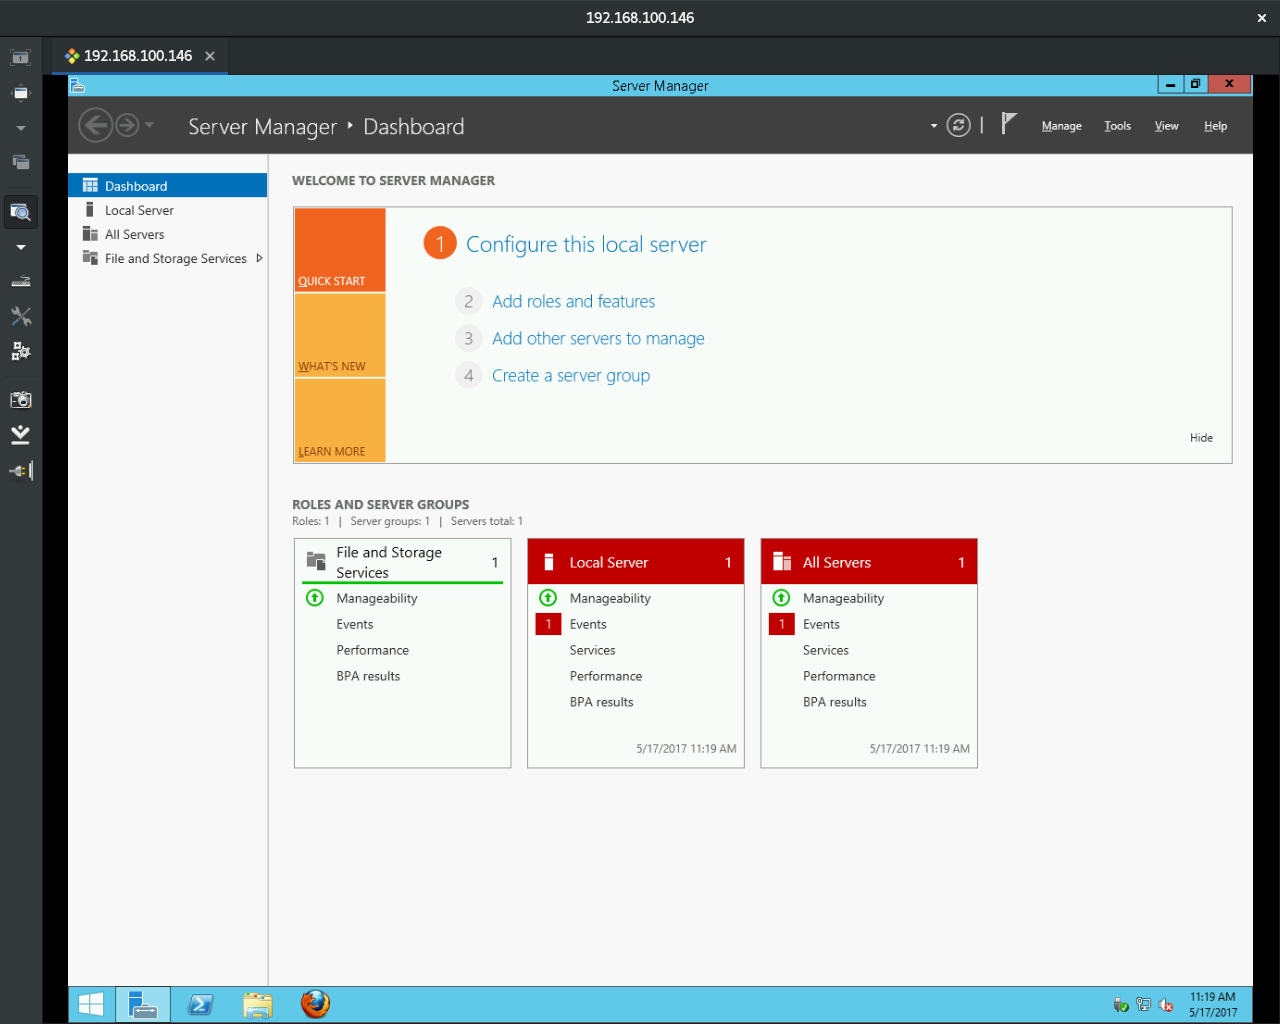 192.168.100.146
192.168.100.146
Server Manager
Server Manager Dashboard
Manage Tools View Help
Dashboard
Local Server
All Servers
File and Storage Services
WELCOME TO SERVER MANAGER
QUICK START
WHAT'S NEW
LEARN MORE
1 Configure this local server
2 Add roles and features
3 Add other servers to manage
4 Create a server group
Hide
ROLES AND SERVER GROUPS
Roles: 1 | Server groups: 1 | Servers total: 1
File and Storage
Services 1
Manageability
Events
Performance
BPA results
Local Server 1
Manageability
1 Events
Services
Performance
BPA results
5/17/2017 11:19 AM
All Servers 1
Manageability
1 Events
Services
Performance
BPA results
5/17/2017 11:19 AM
11:19 AM
5/17/2017